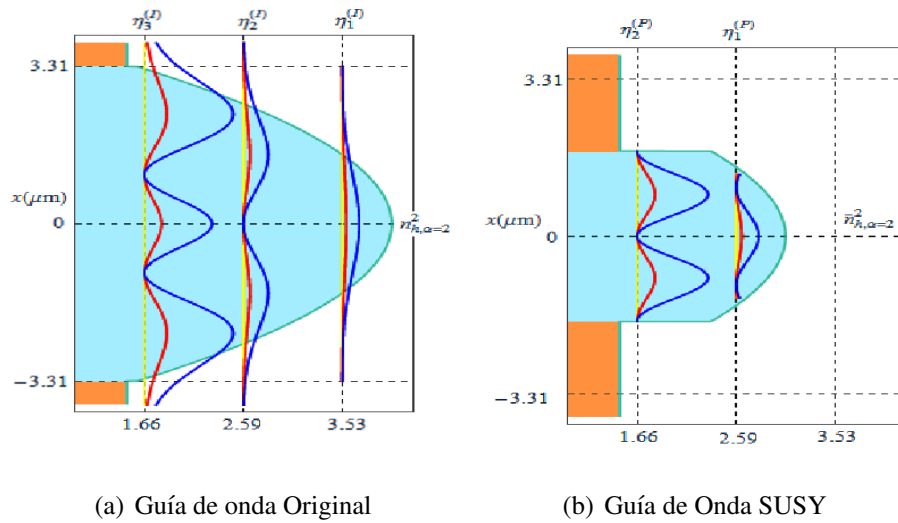 η₃⁽ᴵ⁾ η₂⁽ᴵ⁾ η₁⁽ᴵ⁾
3.31
x(μm)
0
n̄²ₖ,α=2
−3.31
1.66 2.59 3.53
(a) Guía de onda Original
η₂⁽ᴾ⁾ η₁⁽ᴾ⁾
3.31
x(μm)
0
n̄²ₖ,α=2
−3.31
1.66 2.59 3.53
(b) Guía de Onda SUSY